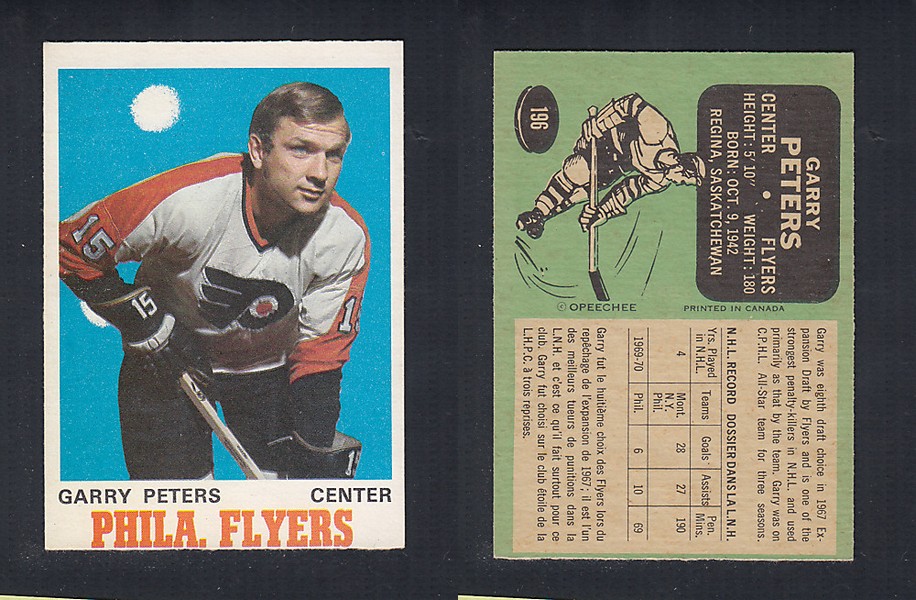 15
15
1
1
GARRY PETERS CENTER
PHILA. FLYERS
196
GARRY
PETERS
CENTER • FLYERS
HEIGHT: 5'10" WEIGHT: 180
BORN: OCT. 9, 1942
REGINA, SASKATCHEWAN
© OPEECHEE PRINTED IN CANADA
Garry was eighth draft choice in 1967 Ex-
pansion Draft by Flyers and is one of the
strongest penalty-killers in N.H.L. and used
primarily as that by the team. Garry was on
C.P.H.L. All-Star team for three seasons.
N.H.L. RECORD DOSSIER DANS LA L.N.H.
Yrs. Played in N.H.L. Teams Goals Assists Pen. Mins.
4 Mont. N.Y. Phil. 28 27 190
1969-70 Phil. 6 10 69
Garry fut le huitième choix des Flyers lors du
repêchage de l'expansion de 1967, il est l'un
des meilleurs tueurs de punitions dans la
L.N.H. et c'est ce qu'il fait surtout pour ce
club. Garry fut choisi sur le club étoile de la
L.H.P.C. à trois reprises.